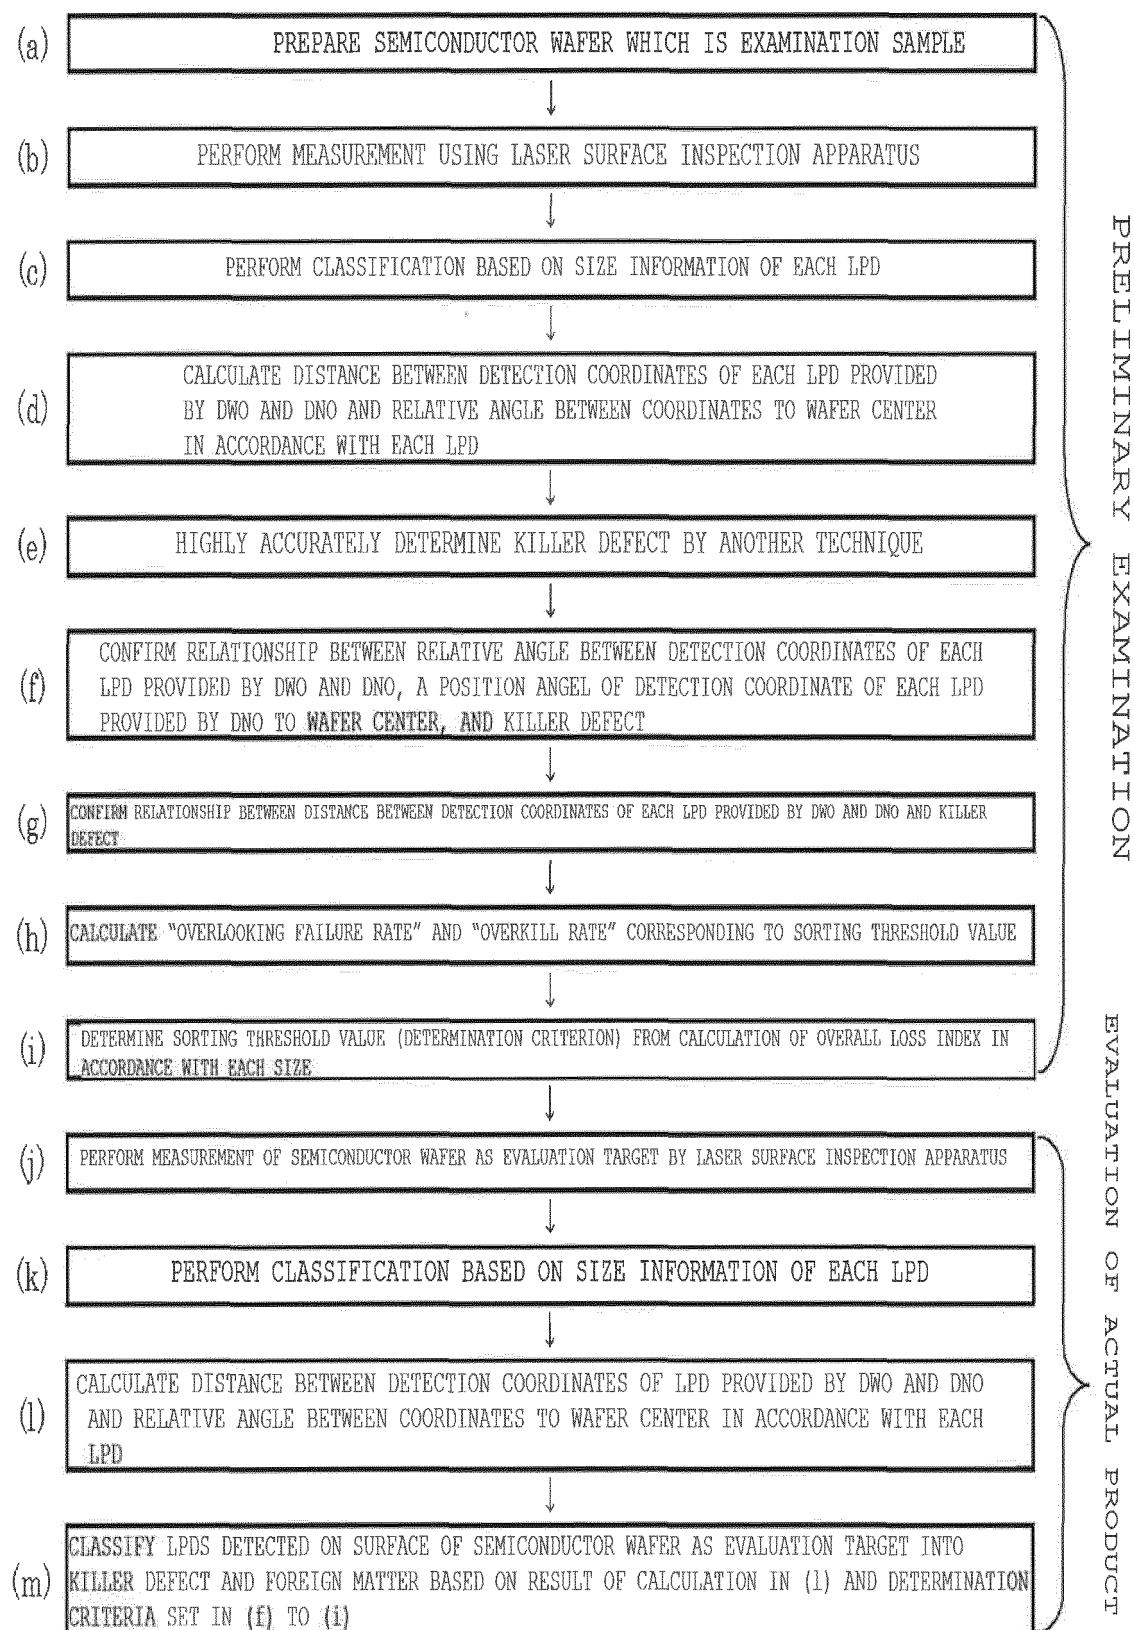 (a) PREPARE SEMICONDUCTOR WAFER WHICH IS EXAMINATION SAMPLE
(b) PERFORM MEASUREMENT USING LASER SURFACE INSPECTION APPARATUS
(c) PERFORM CLASSIFICATION BASED ON SIZE INFORMATION OF EACH LPD
(d) CALCULATE DISTANCE BETWEEN DETECTION COORDINATES OF EACH LPD PROVIDED
BY DWO AND DNO AND RELATIVE ANGLE BETWEEN COORDINATES TO WAFER CENTER
IN ACCORDANCE WITH EACH LPD
(e) HIGHLY ACCURATELY DETERMINE KILLER DEFECT BY ANOTHER TECHNIQUE
(f) CONFIRM RELATIONSHIP BETWEEN RELATIVE ANGLE BETWEEN DETECTION COORDINATES OF EACH
LPD PROVIDED BY DWO AND DNO, A POSITION ANGEL OF DETECTION COORDINATE OF EACH LPD
PROVIDED BY DNO TO WAFER CENTER, AND KILLER DEFECT
(g) CONFIRM RELATIONSHIP BETWEEN DISTANCE BETWEEN DETECTION COORDINATES OF EACH LPD PROVIDED BY DWO AND DNO AND KILLER
DEFECT
(h) CALCULATE “OVERLOOKING FAILURE RATE” AND “OVERKILL RATE” CORRESPONDING TO SORTING THRESHOLD VALUE
(i) DETERMINE SORTING THRESHOLD VALUE (DETERMINATION CRITERION) FROM CALCULATION OF OVERALL LOSS INDEX IN
ACCORDANCE WITH EACH SIZE
PRELIMINARY EXAMINATION
(j) PERFORM MEASUREMENT OF SEMICONDUCTOR WAFER AS EVALUATION TARGET BY LASER SURFACE INSPECTION APPARATUS
(k) PERFORM CLASSIFICATION BASED ON SIZE INFORMATION OF EACH LPD
(l) CALCULATE DISTANCE BETWEEN DETECTION COORDINATES OF LPD PROVIDED BY DWO AND DNO
AND RELATIVE ANGLE BETWEEN COORDINATES TO WAFER CENTER IN ACCORDANCE WITH EACH
LPD
(m) CLASSIFY LPDS DETECTED ON SURFACE OF SEMICONDUCTOR WAFER AS EVALUATION TARGET INTO
KILLER DEFECT AND FOREIGN MATTER BASED ON RESULT OF CALCULATION IN (l) AND DETERMINATION
CRITERIA SET IN (f) TO (i)
EVALUATION OF ACTUAL PRODUCT